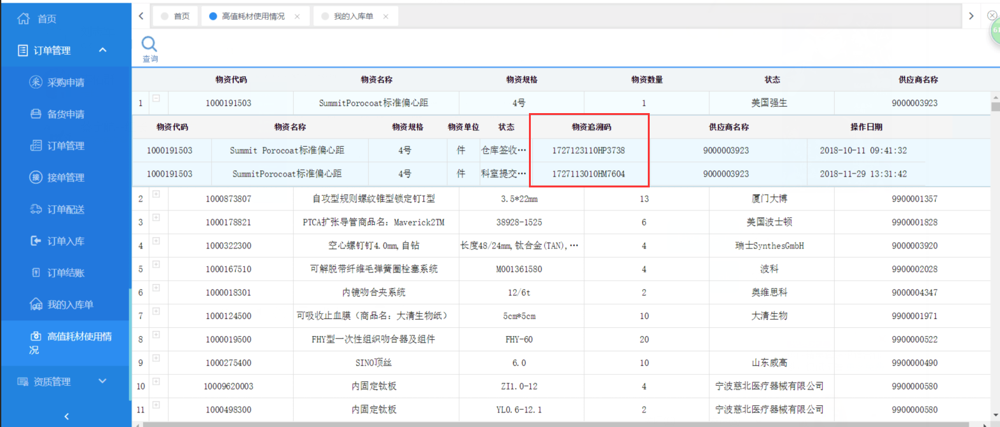 首页
订单管理
采购申请
备货申请
订单管理
接单管理
订单配送
订单入库
订单结账
我的入库单
高值耗材使用情
况
资质管理
首页 高值耗材使用情况 × 我的入库单 ×
查询
物资代码 物资名称 物资规格 物资数量 状态 供应商名称
1 1000191503 SummitPorocoat标准偏心距 4号 1 美国强生 9000003923
物资代码 物资名称 物资规格 物资单位 状态 物资追溯码 供应商名称 操作日期
1000191503 Summit Porocoat标准偏心距 4号 件 仓库签收… 1727123110HP3738 9000003923 2018-10-11 09:41:32
1000191503 SummitPorocoat标准偏心距 4号 件 科室提交… 1727113010HM7604 9000003923 2018-11-29 13:31:42
2 1000873807 自攻型规则螺纹锥型锁定钉I型 3.5*22mm 13 厦门大博 9900001357
3 1000178821 PTCA扩张导管商品名: Maverick2TM 38928-1525 6 美国波士顿 9900001828
4 1000322300 空心螺钉钉4.0mm,自钻 长度48/24mm,钛合金(TAN),… 4 瑞士SynthesGmbH 9000003920
5 1000167510 可解脱带纤维毛弹簧圈栓塞系统 M001361580 4 波科 9900002028
6 1000018301 内镜吻合夹系统 12/6t 2 奥维思科 9000004347
7 1000124500 可吸收止血膜（商品名：大清生物纸） 5cm*5cm 10 大清生物 9900001971
8 1000019500 FHY型一次性组织吻合器及组件 FHY-60 20 9900000522
9 1000275400 SINO顶丝 6.0 10 山东威高 9900000490
10 10009620003 内固定钛板 ZI1.0-12 4 宁波慈北医疗器械有限公司 9900000580
11 1000498300 内固定钛板 YL0.6-12.1 2 宁波慈北医疗器械有限公司 9900000580